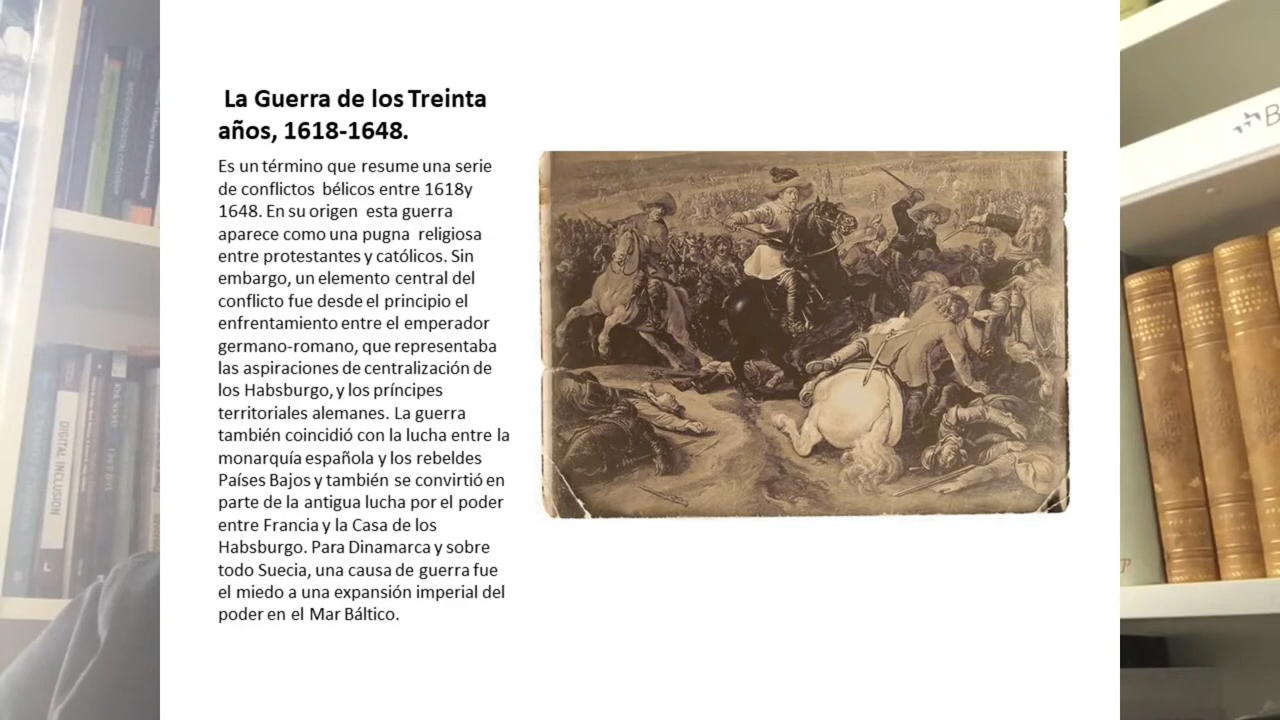 La Guerra de los Treinta
años, 1618-1648.
Es un término que resume una serie
de conflictos bélicos entre 1618y
1648. En su origen esta guerra
aparece como una pugna religiosa
entre protestantes y católicos. Sin
embargo, un elemento central del
conflicto fue desde el principio el
enfrentamiento entre el emperador
germano-romano, que representaba
las aspiraciones de centralización de
los Habsburgo, y los príncipes
territoriales alemanes. La guerra
también coincidió con la lucha entre la
monarquía española y los rebeldes
Países Bajos y también se convirtió en
parte de la antigua lucha por el poder
entre Francia y la Casa de los
Habsburgo. Para Dinamarca y sobre
todo Suecia, una causa de guerra fue
el miedo a una expansión imperial del
poder en el Mar Báltico.
DIGITAL INCLUSION